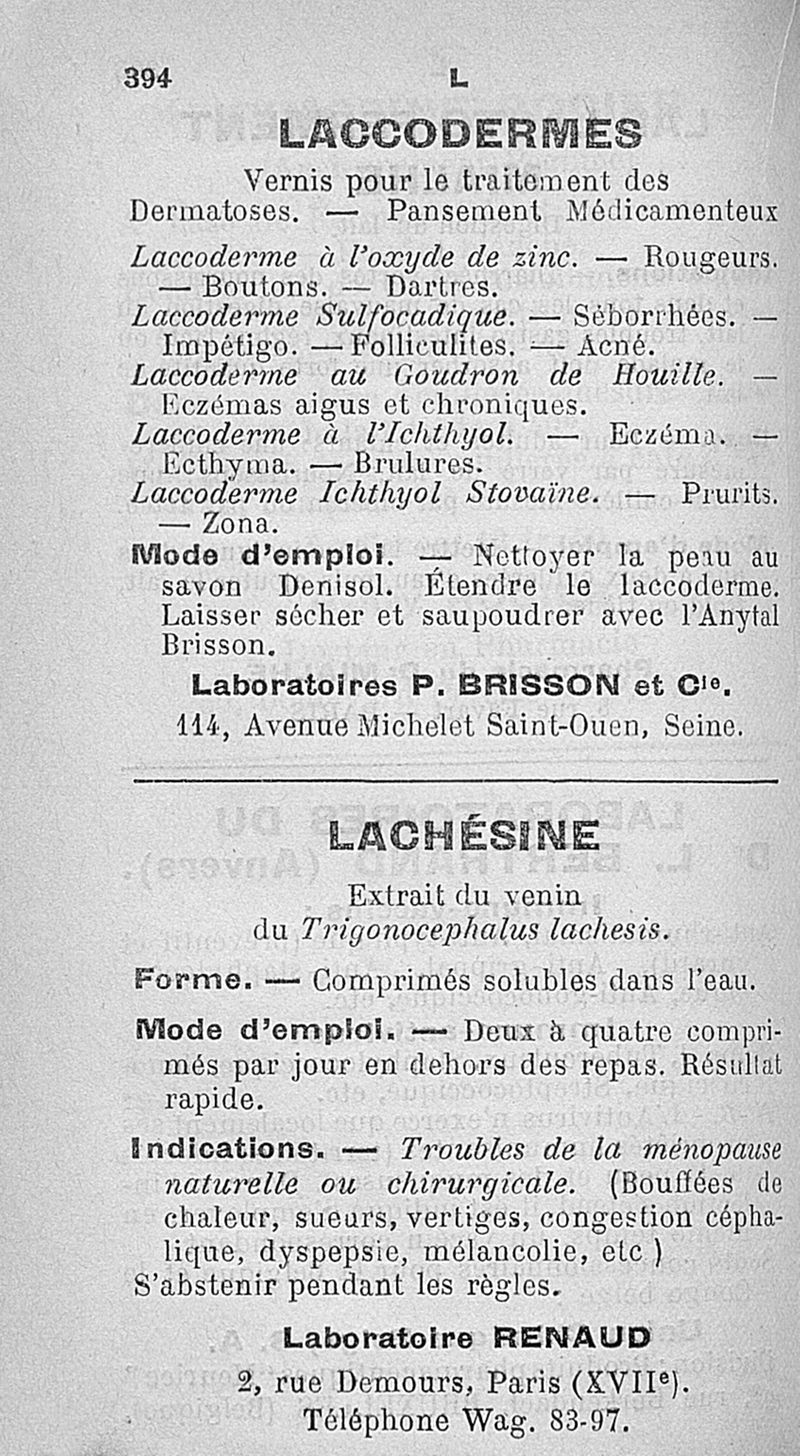 394 L
LACCODERMES
Vernis pour le traitement des
Dermatoses. — Pansement Médicamenteux
Laccoderme à l'oxyde de zinc. — Rougeurs.
— Boutons. — Dartres.
Laccoderme Sulfocadique. — Séborrhées. —
Impétigo. — Folliculites. — Acné.
Laccoderme au Goudron de Houille. —
Eczémas aigus et chroniques.
Laccoderme à l'Ichthyol. — Eczéma. —
Ecthyma. — Brulures.
Laccoderme Ichthyol Stovaïne. — Prurits.
— Zona.
Mode d'emploi. — Nettoyer la peau au
savon Denisol. Étendre le laccoderme.
Laisser sécher et saupoudrer avec l'Anytal
Brisson.
Laboratoires P. BRISSON et Cie.
114, Avenue Michelet Saint-Ouen, Seine.
LACHÉSINE
Extrait du venin
du Trigonocephalus lachesis.
Forme. — Comprimés solubles dans l'eau.
Mode d'emploi. — Deux à quatre compri-
més par jour en dehors des repas. Résultat
rapide.
Indications. — Troubles de la ménopause
naturelle ou chirurgicale. (Bouffées de
chaleur, sueurs, vertiges, congestion cépha-
lique, dyspepsie, mélancolie, etc )
S'abstenir pendant les règles.
Laboratoire RENAUD
2, rue Demours, Paris (XVIIe).
Téléphone Wag. 83-97.